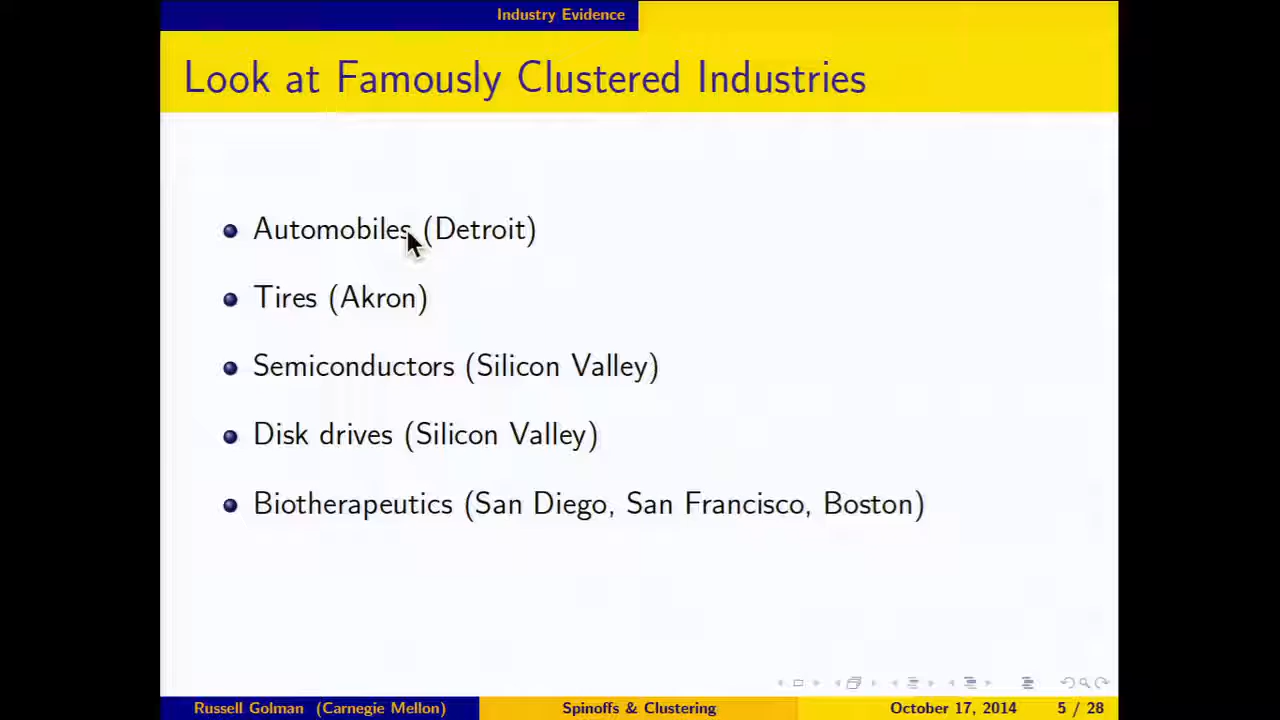 Industry Evidence
Look at Famously Clustered Industries
Automobiles (Detroit)
Tires (Akron)
Semiconductors (Silicon Valley)
Disk drives (Silicon Valley)
Biotherapeutics (San Diego, San Francisco, Boston)
Russell Golman (Carnegie Mellon) Spinoffs & Clustering October 17, 2014 5 / 28